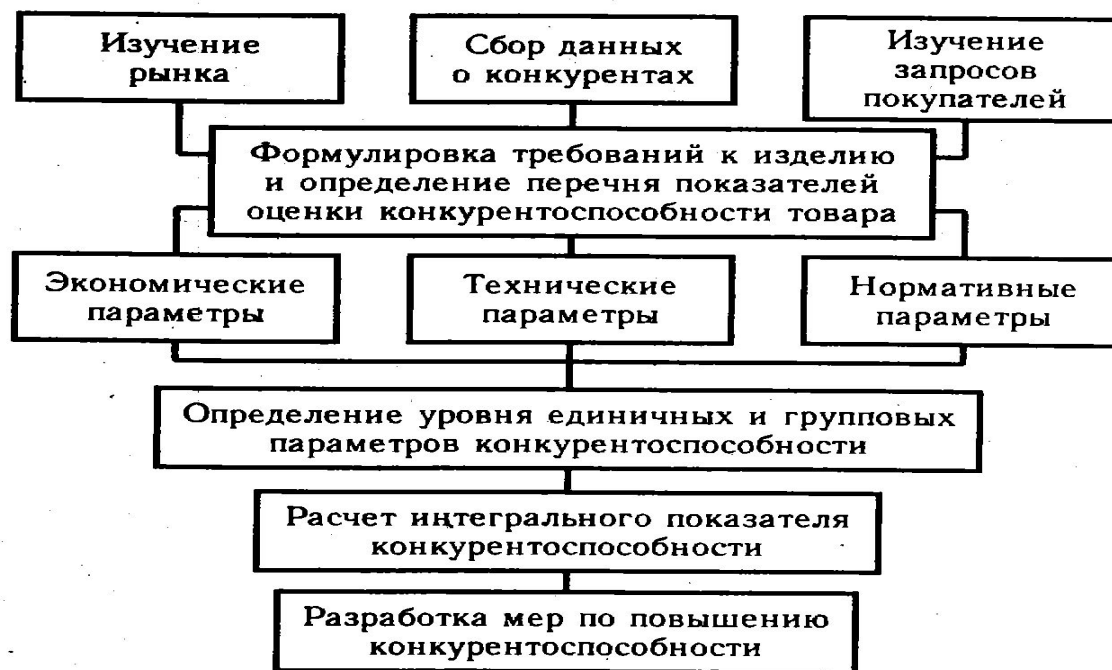 Изучение
рынка
Сбор данных
о конкурентах
Изучение
запросов
покупателей
Формулировка требований к изделию
и определение перечня показателей
оценки конкурентоспособности товара
Экономические
параметры
Технические
параметры
Нормативные
параметры
Определение уровня единичных и групповых
параметров конкурентоспособности
Расчет интегрального показателя
конкурентоспособности
Разработка мер по повышению
конкурентоспособности